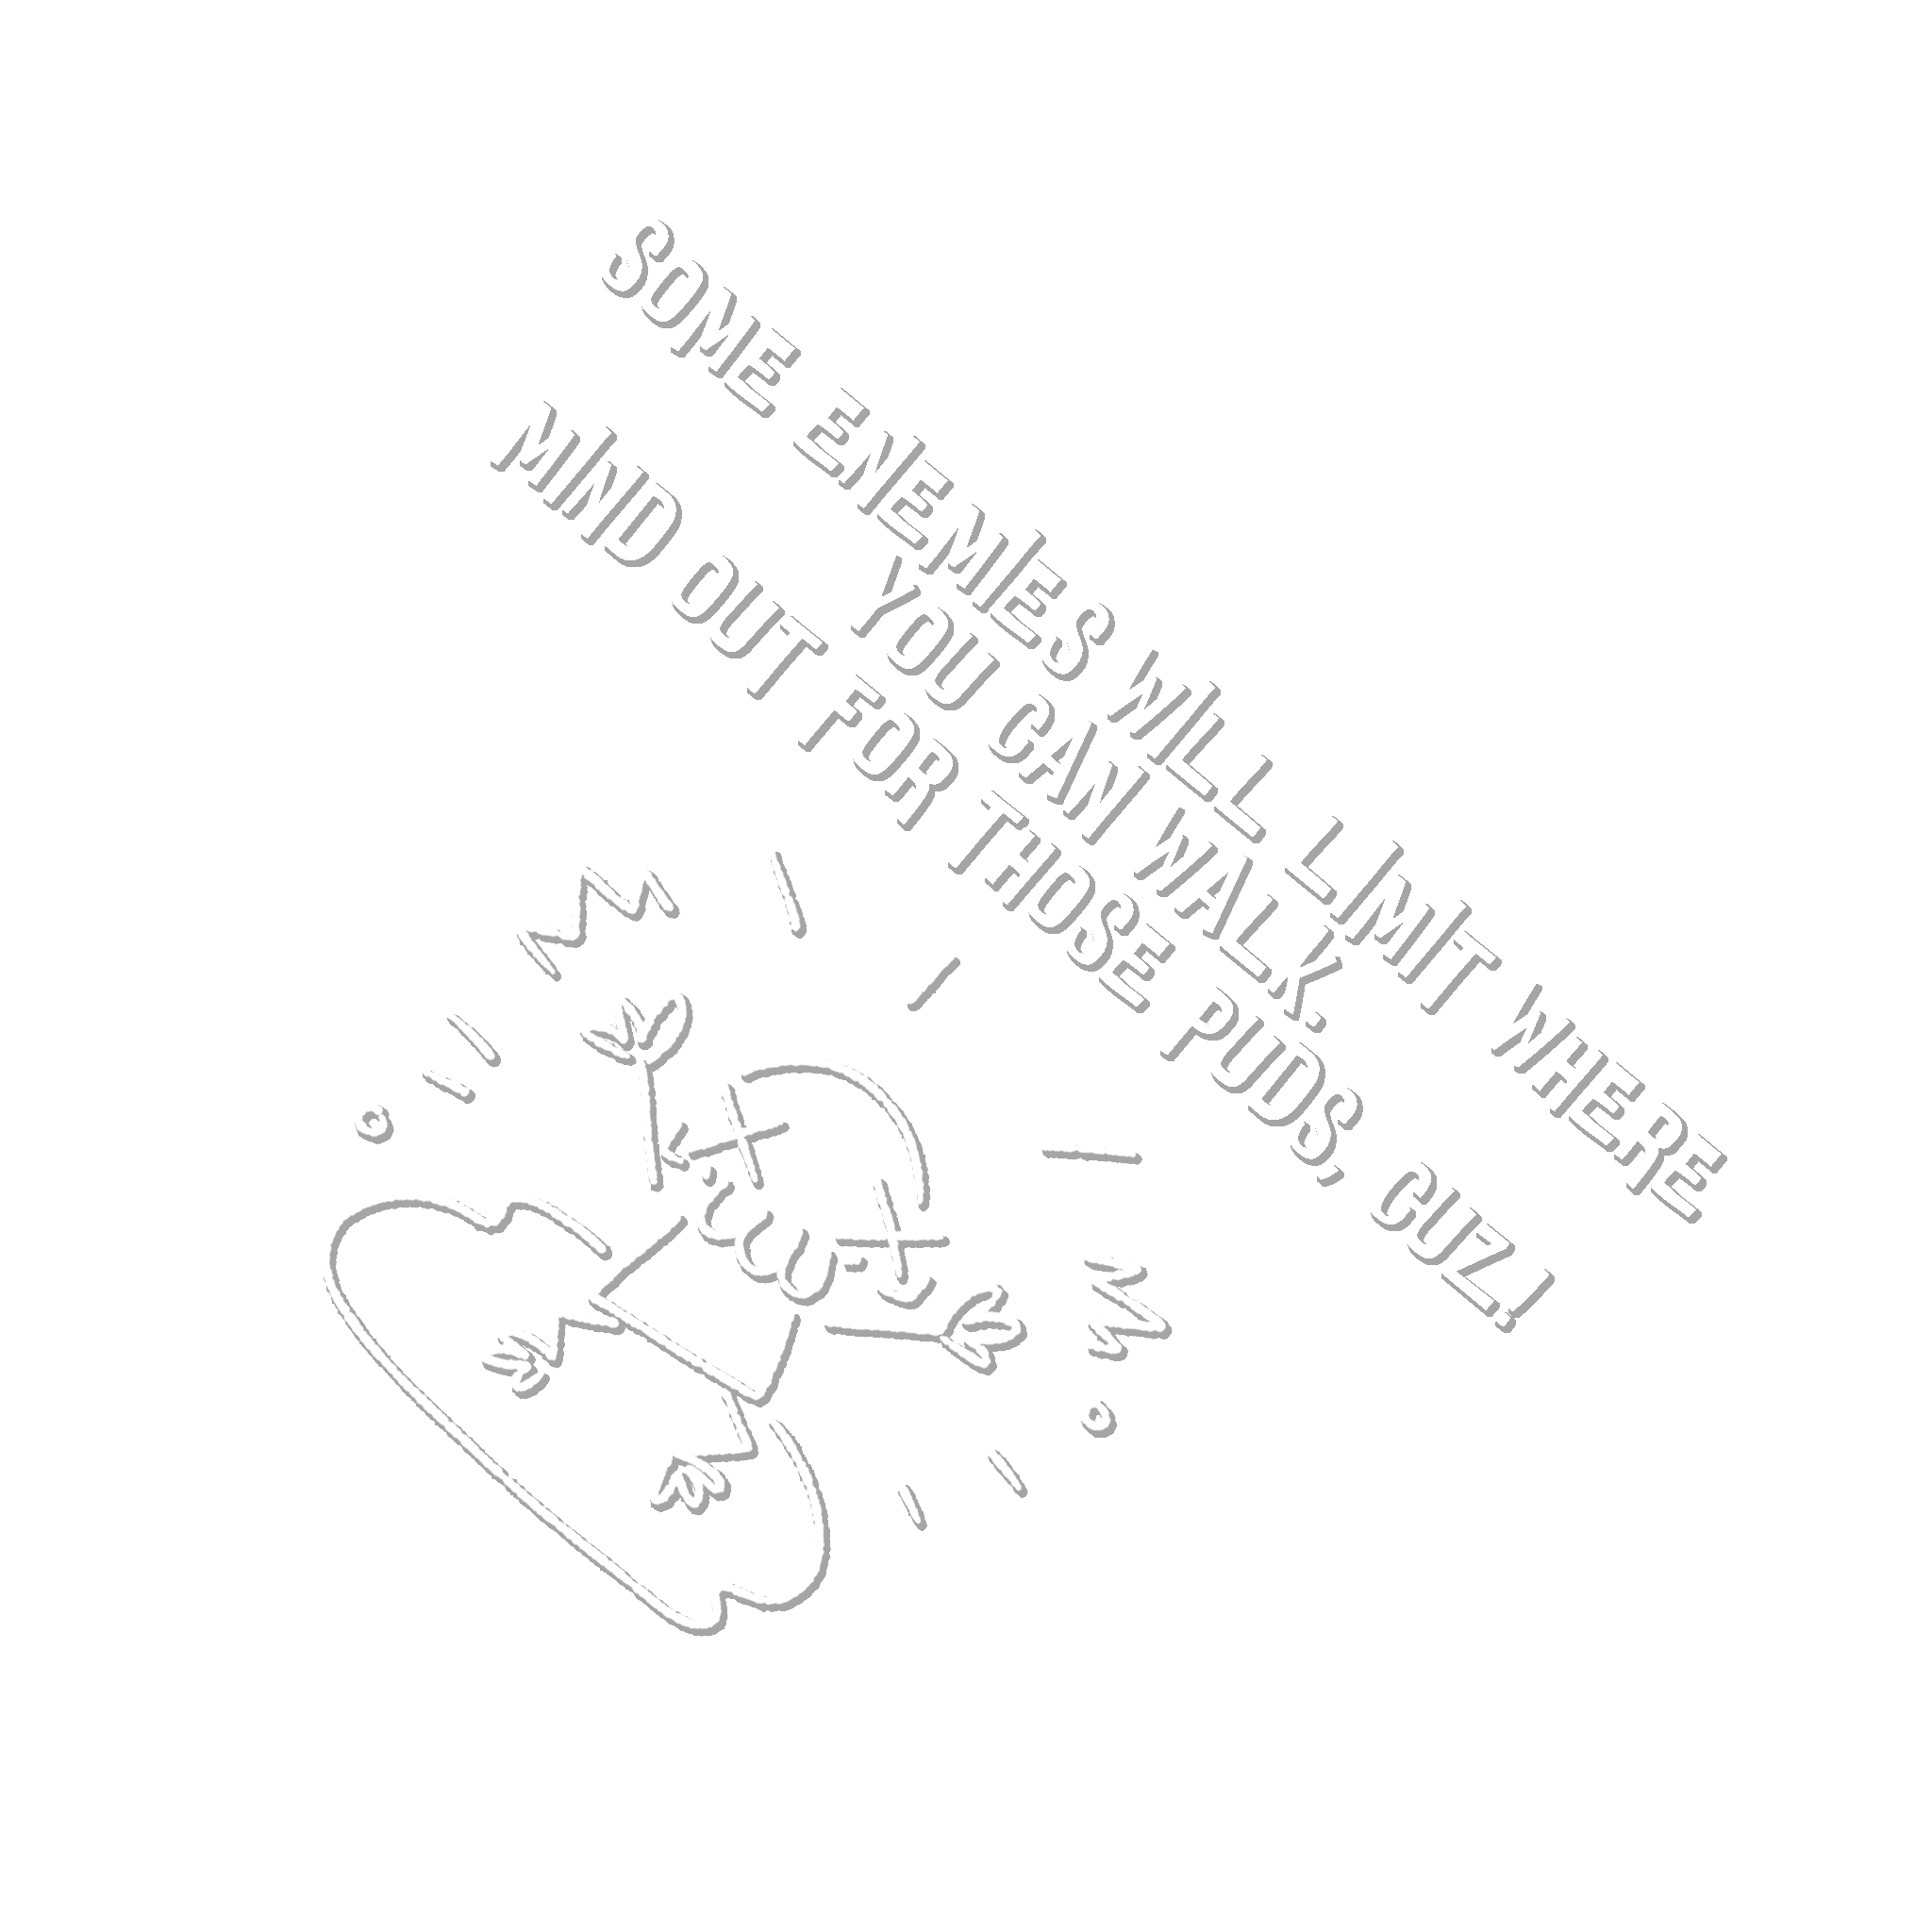 SOME ENEMIES WILL LIMIT WHERE
YOU CAN WALK.
MIND OUT FOR THOSE PUDS, CUZ!